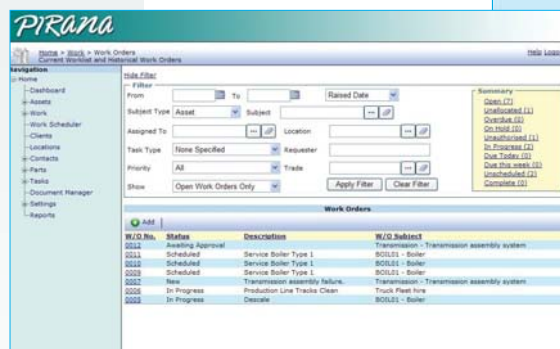 PIRANA
Home > Work > Work Orders
Current Worklist and Historical Work Orders
Help Logo
Navigation
Home
Dashboard
Assets
Work
Work Scheduler
Clients
Locations
Contacts
Parts
Tasks
Document Manager
Settings
Reports
Hide Filter
Filter
From To Raised Date
Subject Type Asset Subject
Assigned To Location
Task Type None Specified Requester
Priority All Trade
Show Open Work Orders Only Apply Filter Clear Filter
Summary
Open (7)
Unallocated (1)
Overdue (0)
On Hold (0)
Unauthorised (1)
In Progress (2)
Due Today (0)
Due this week (0)
Unscheduled (2)
Complete (0)
Work Orders
Add
W/O No. Status Description W/O Subject
0012 Awaiting Approval Transmission - Transmission assembly system
0011 Scheduled Service Boiler Type 1 BOIL01 - Boiler
0010 Scheduled Service Boiler Type 1 BOIL01 - Boiler
0009 Scheduled Service Boiler Type 1 BOIL01 - Boiler
0007 New Transmission assembly failure. Transmission - Transmission assembly system
0006 In Progress Production Line Tracks Clean Truck Fleet hire
In Progress Descale BOIL01 - Boiler